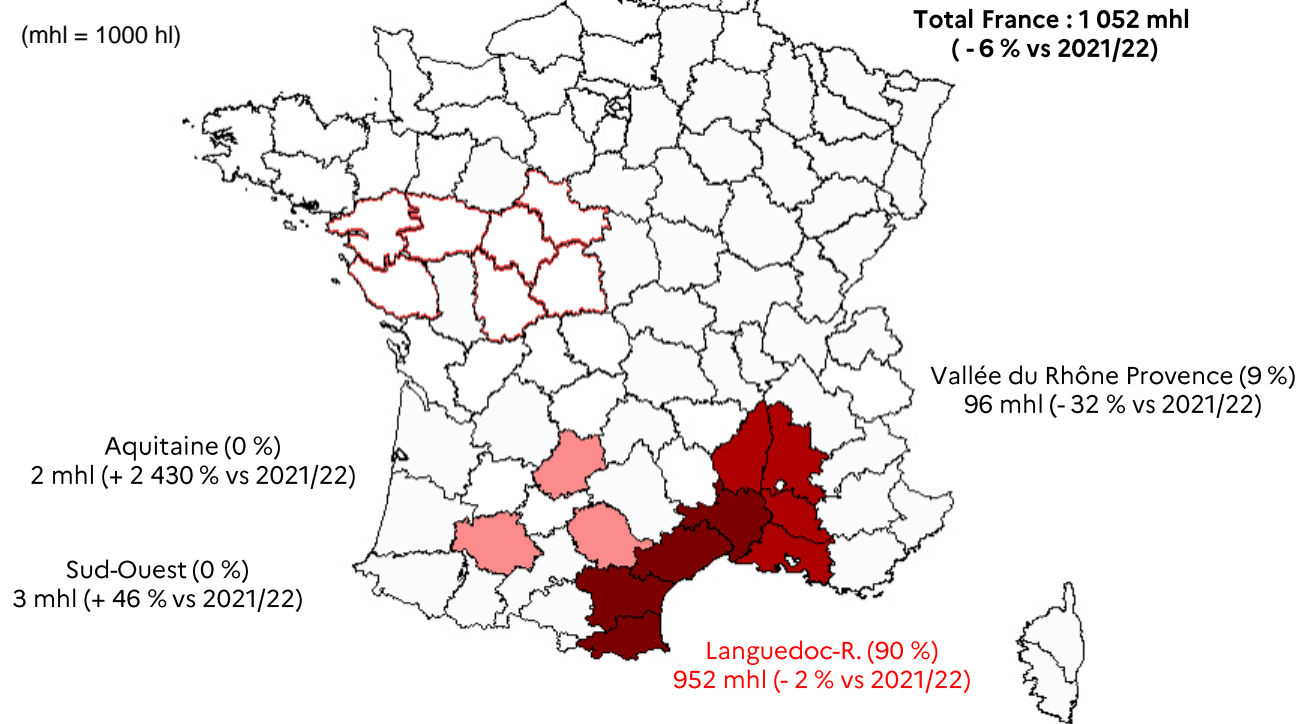 (mhl = 1000 hl)
Total France : 1 052 mhl
( - 6 % vs 2021/22)
Vallée du Rhône Provence (9 %)
96 mhl (- 32 % vs 2021/22)
Aquitaine (0 %)
2 mhl (+ 2 430 % vs 2021/22)
Sud-Ouest (0 %)
3 mhl (+ 46 % vs 2021/22)
Languedoc-R. (90 %)
952 mhl (- 2 % vs 2021/22)